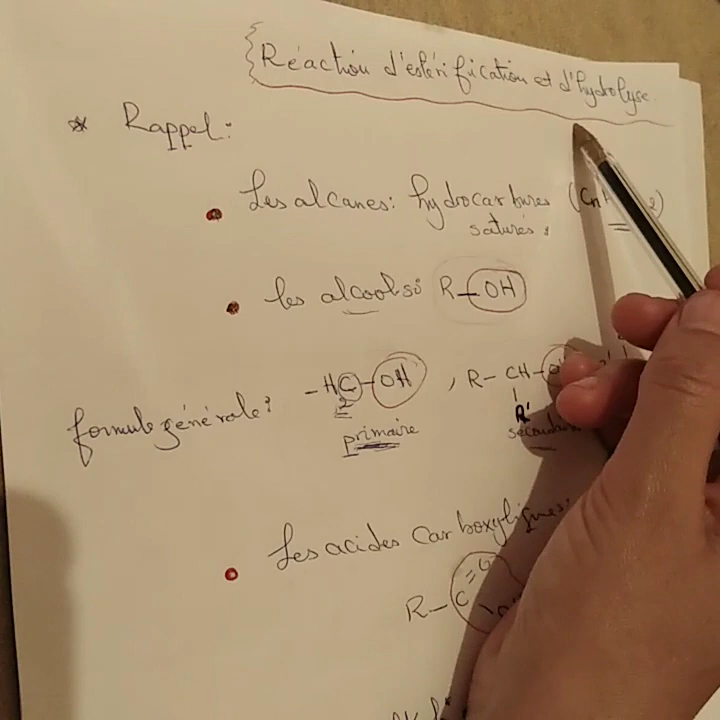 Réaction d'estérification et d'hydrolyse.
* Rappel:
Les alcanes: hydrocarbures
saturés:
les alcools: R-OH
formule générale: -H2C-OH, R-CH-
R'
primaire
Les acides carboxyliques:
R-C